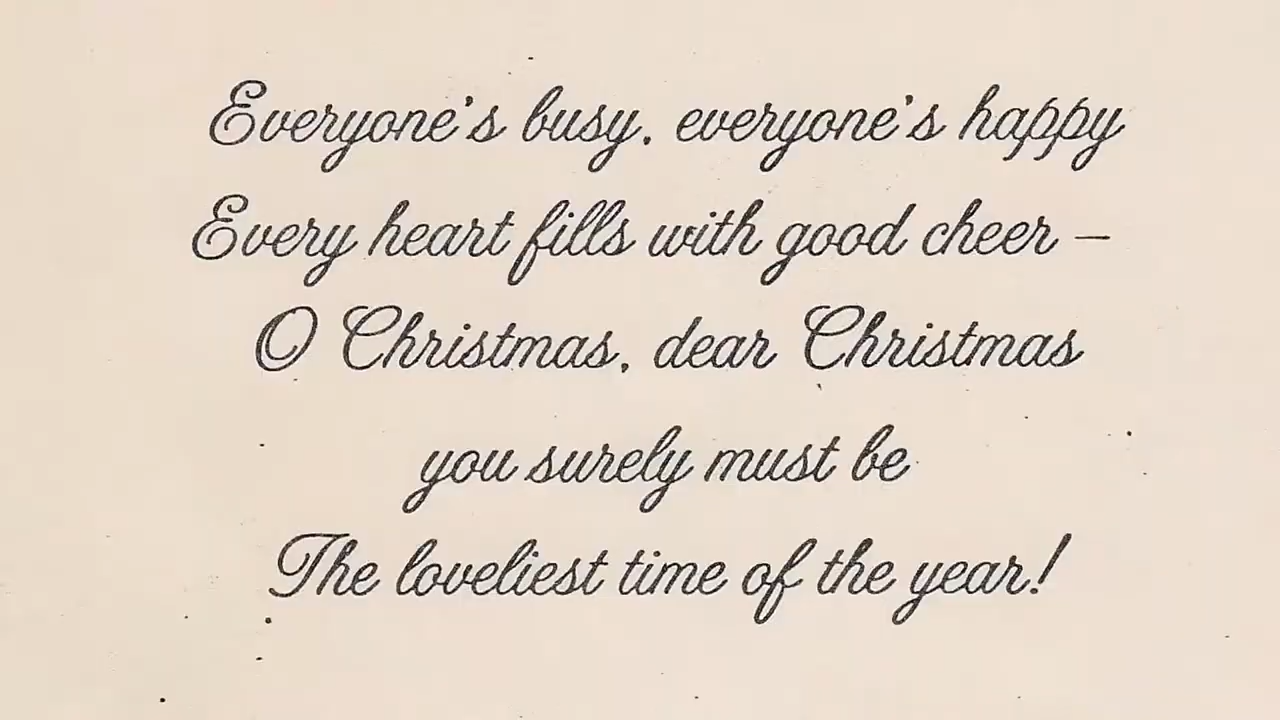 Everyone's busy, everyone's happy
Every heart fills with good cheer –
O Christmas, dear Christmas
you surely must be
The loveliest time of the year!